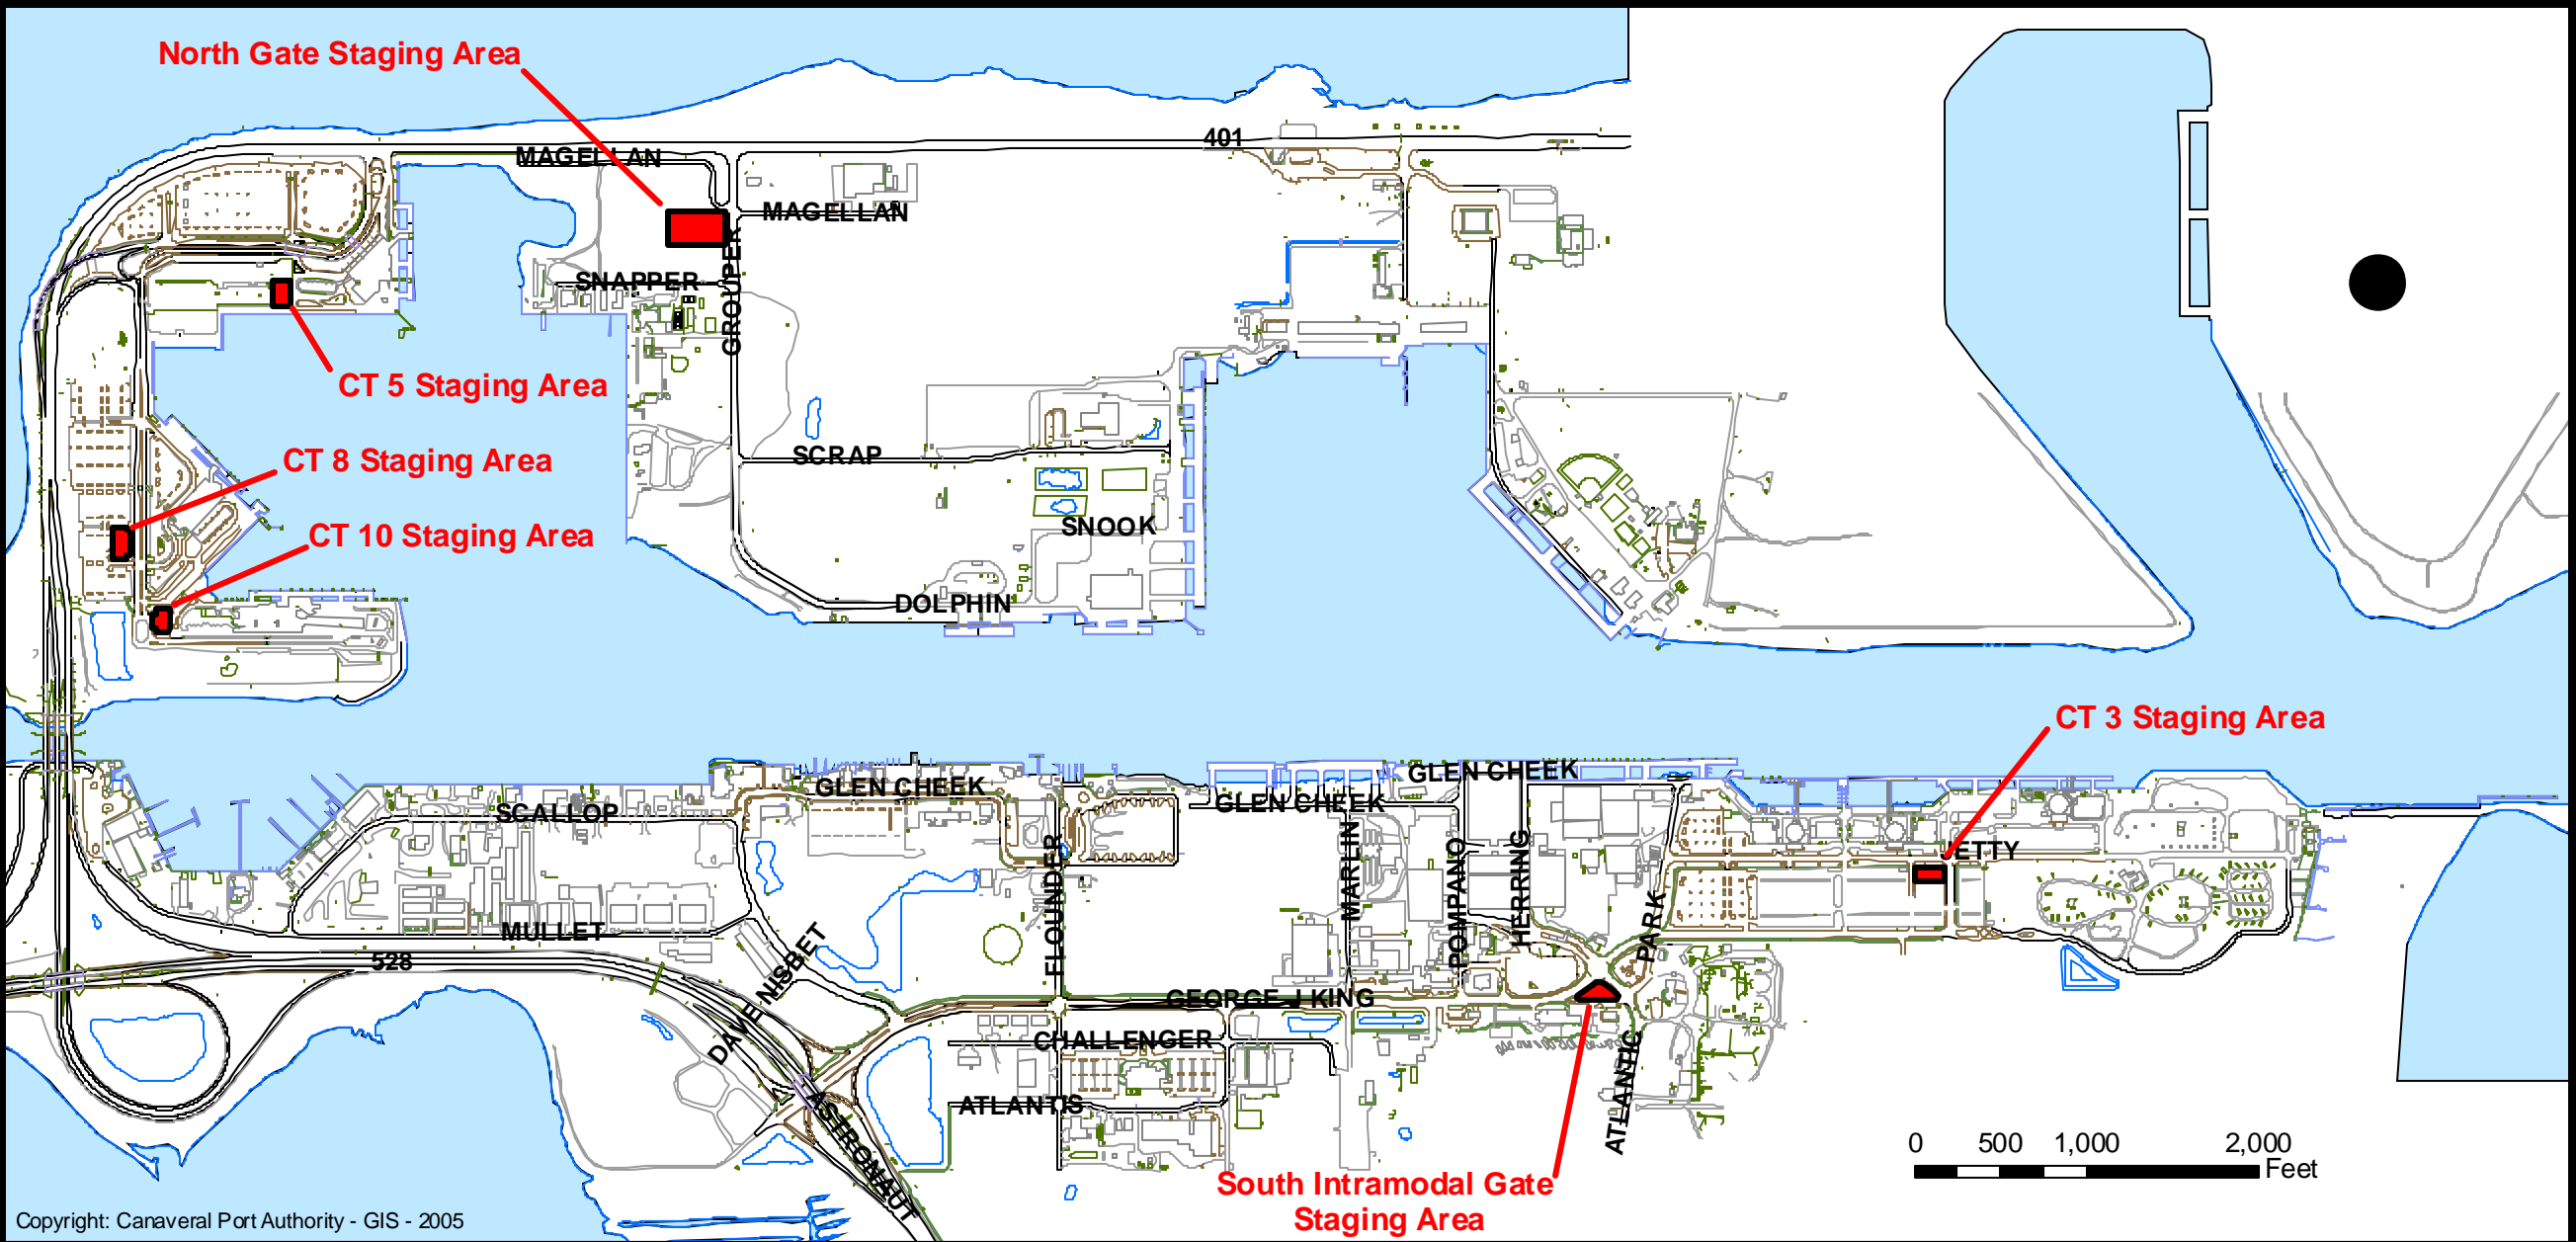 North Gate Staging Area
401
MAGELLAN
MAGELLAN
SNAPPER
GROUPER
CT 5 Staging Area
SCRAP
CT 8 Staging Area
SNOOK
CT 10 Staging Area
DOLPHIN
CT 3 Staging Area
GLEN CHEEK
GLEN CHEEK
GLEN CHEEK
SCALLOP
FLOUNDER
MARLIN
POMPANO
HERRING
PARK
ETTY
MULLET
528
DAVE NISBET
GEORGE J KING
CHALLENGER
ATLANTIS
ATLANTIC
ASTRONAUT
0 500 1,000 2,000
Feet
South Intramodal Gate
Staging Area
Copyright: Canaveral Port Authority - GIS - 2005